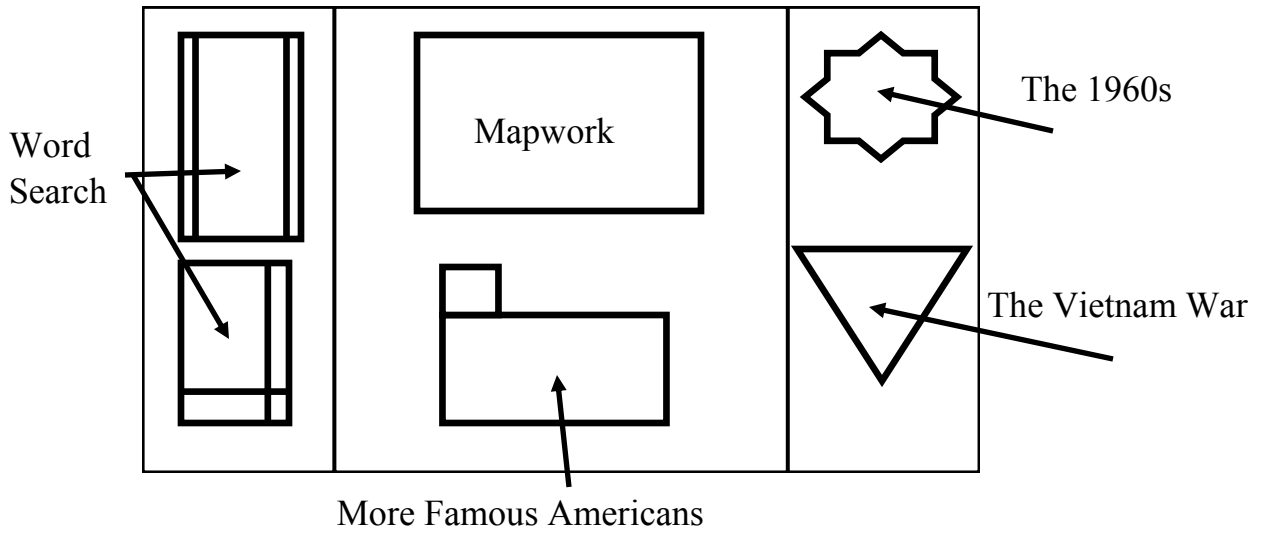 Word
Search
Mapwork
The 1960s
The Vietnam War
More Famous Americans